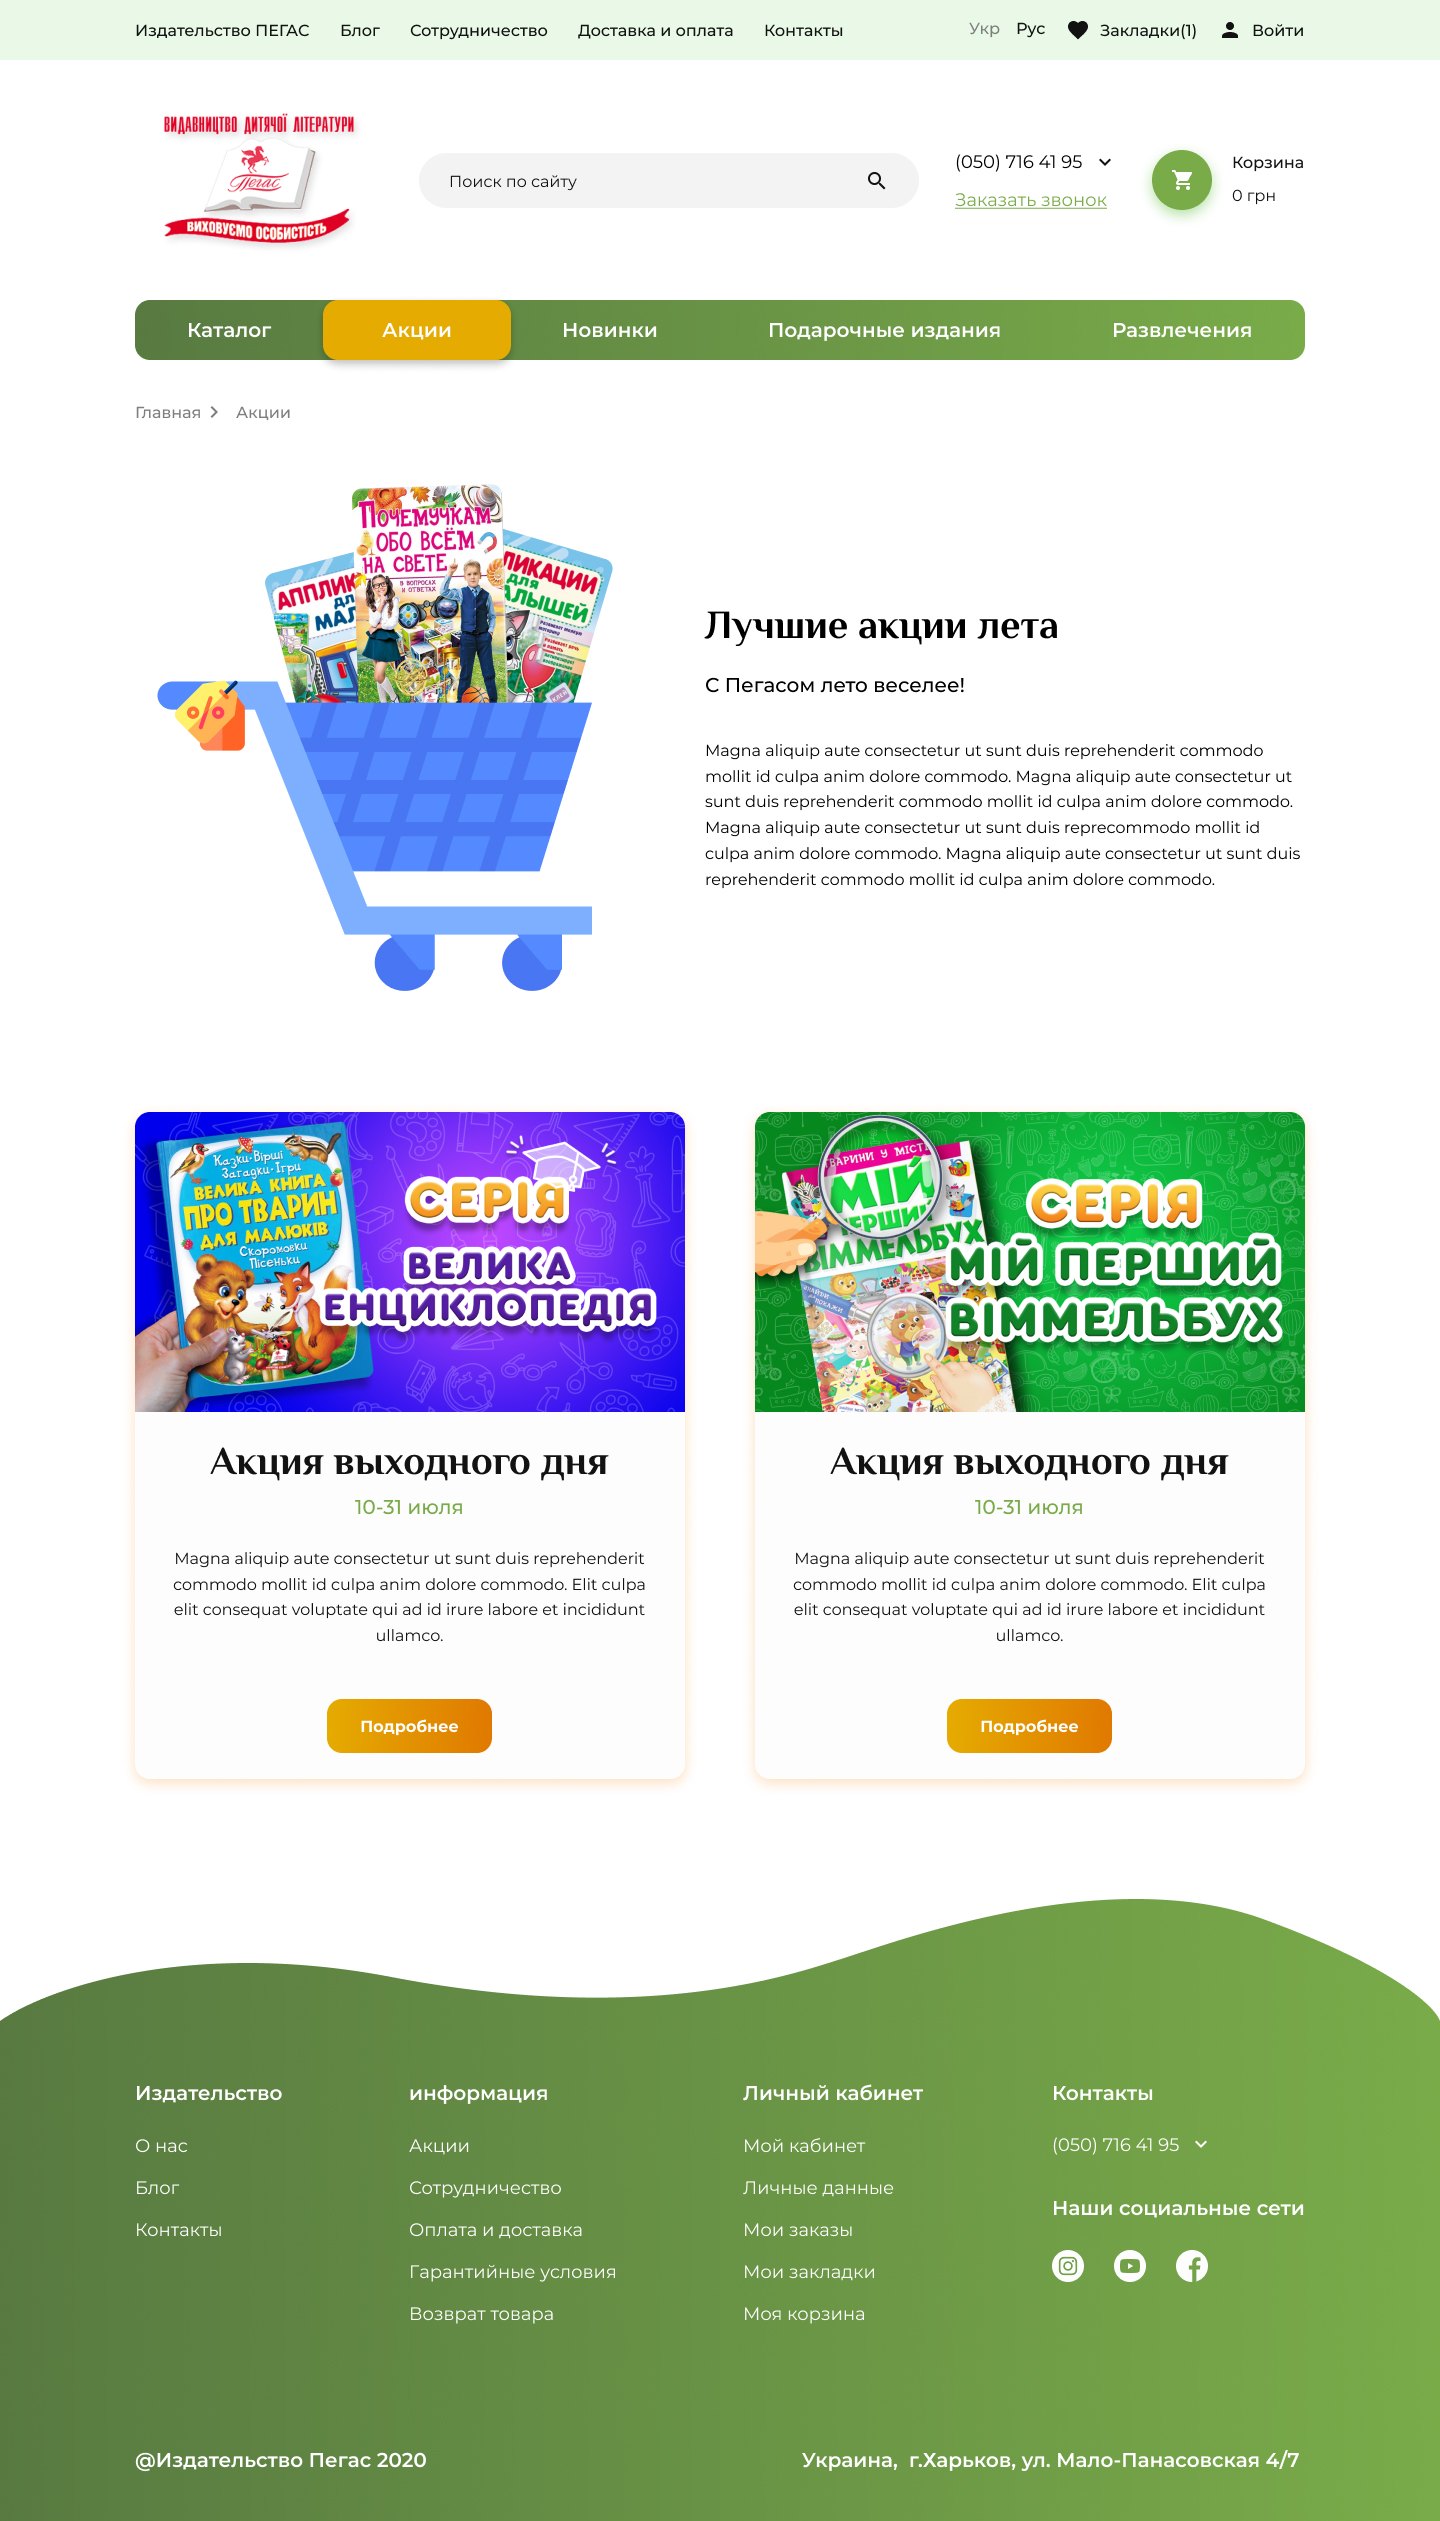 Издательство ПЕГАС Блог Сотрудничество Доставка и оплата Контакты Укр Рус Закладки(1) Войти
ВИДАВНИЦТВО ДИТЯЧОЇ ЛІТЕРАТУРИ
Пегас
ВИХОВУЄМО ОСОБИСТІСТЬ
Поиск по сайту
(050) 716 41 95
Заказать звонок
Корзина
0 грн
Каталог Акции Новинки Подарочные издания Развлечения
Главная Акции
ПОЧЕМУЧКАМ
ОБО ВСЁМ
НА СВЕТЕ
В ВОПРОСАХ
И ОТВЕТАХ
Лучшие акции лета
С Пегасом лето веселее!
Magna aliquip aute consectetur ut sunt duis reprehenderit commodo
mollit id culpa anim dolore commodo. Magna aliquip aute consectetur ut
sunt duis reprehenderit commodo mollit id culpa anim dolore commodo.
Magna aliquip aute consectetur ut sunt duis reprecommodo mollit id
culpa anim dolore commodo. Magna aliquip aute consectetur ut sunt duis
reprehenderit commodo mollit id culpa anim dolore commodo.
Казки·Вірші
Загадки·Ігри
ВЕЛИКА КНИГА
ПРО ТВАРИН
ДЛЯ МАЛЮКІВ
Скоромовки
Пісеньки
СЕРІЯ
ВЕЛИКА
ЕНЦИКЛОПЕДІЯ
Акция выходного дня
10-31 июля
Magna aliquip aute consectetur ut sunt duis reprehenderit
commodo mollit id culpa anim dolore commodo. Elit culpa
elit consequat voluptate qui ad id irure labore et incididunt
ullamco.
Подробнее
МІЙ
ПЕРШИЙ
ВІММЕЛЬБУХ
СЕРІЯ
МІЙ ПЕРШИЙ
ВІММЕЛЬБУХ
Акция выходного дня
10-31 июля
Magna aliquip aute consectetur ut sunt duis reprehenderit
commodo mollit id culpa anim dolore commodo. Elit culpa
elit consequat voluptate qui ad id irure labore et incididunt
ullamco.
Подробнее
Издательство
О нас
Блог
Контакты
информация
Акции
Сотрудничество
Оплата и доставка
Гарантийные условия
Возврат товара
Личный кабинет
Мой кабинет
Личные данные
Мои заказы
Мои закладки
Моя корзина
Контакты
(050) 716 41 95
Наши социальные сети
@Издательство Пегас 2020
Украина, г.Харьков, ул. Мало-Панасовская 4/7